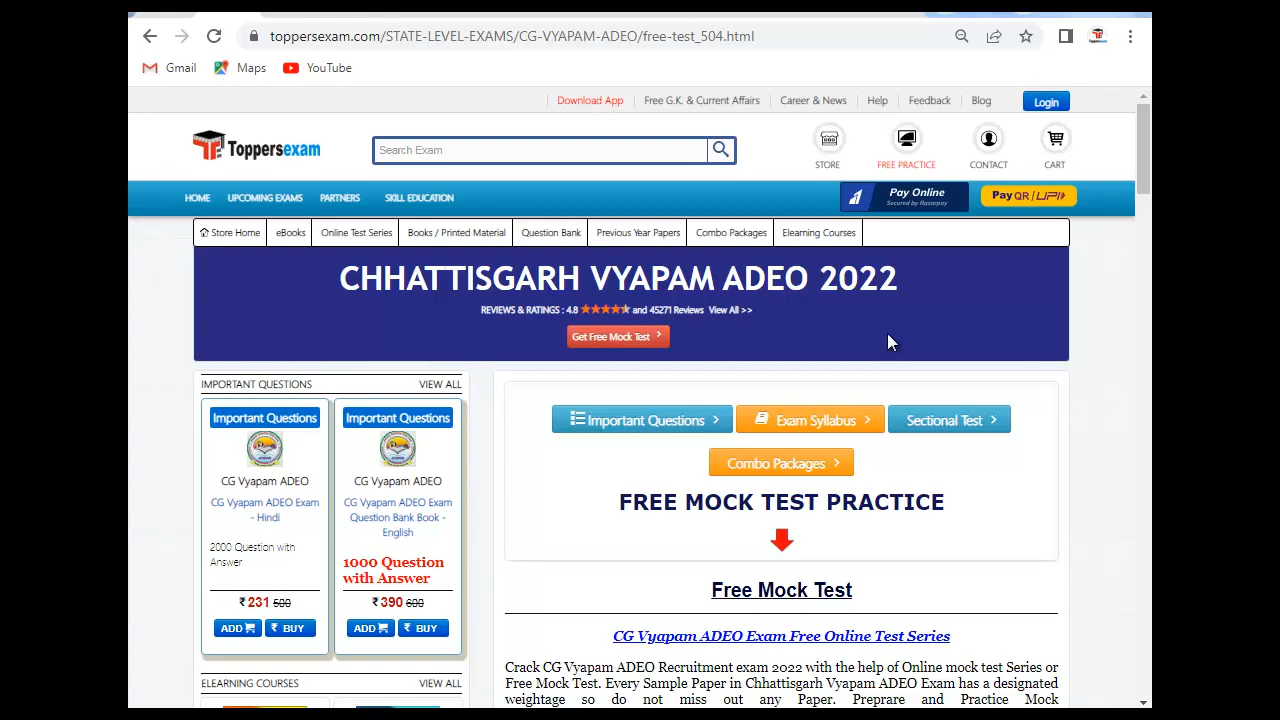 toppersexam.com/STATE-LEVEL-EXAMS/CG-VYAPAM-ADEO/free-test_504.html
Gmail Maps YouTube
Download App Free G.K. & Current Affairs Career & News Help Feedback Blog Login
Toppersexam
Search Exam
STORE FREE PRACTICE CONTACT CART
HOME UPCOMING EXAMS PARTNERS SKILL EDUCATION
Pay Online
Secured by Razorpay
Pay QR/UPI
Store Home eBooks Online Test Series Books / Printed Material Question Bank Previous Year Papers Combo Packages Elearning Courses
CHHATTISGARH VYAPAM ADEO 2022
REVIEWS & RATINGS : 4.8 and 45271 Reviews View All >>
Get Free Mock Test
IMPORTANT QUESTIONS VIEW ALL
Important Questions
CG Vyapam ADEO
CG Vyapam ADEO Exam
- Hindi
2000 Question with
Answer
₹ 231 500
ADD ₹ BUY
Important Questions
CG Vyapam ADEO
CG Vyapam ADEO Exam
Question Bank Book -
English
1000 Question
with Answer
₹ 390 600
ADD ₹ BUY
ELEARNING COURSES VIEW ALL
Important Questions Exam Syllabus Sectional Test
Combo Packages
FREE MOCK TEST PRACTICE
Free Mock Test
CG Vyapam ADEO Exam Free Online Test Series
Crack CG Vyapam ADEO Recruitment exam 2022 with the help of Online mock test Series or
Free Mock Test. Every Sample Paper in Chhattisgarh Vyapam ADEO Exam has a designated
weightage so do not miss out any Paper. Preprare and Practice Mock